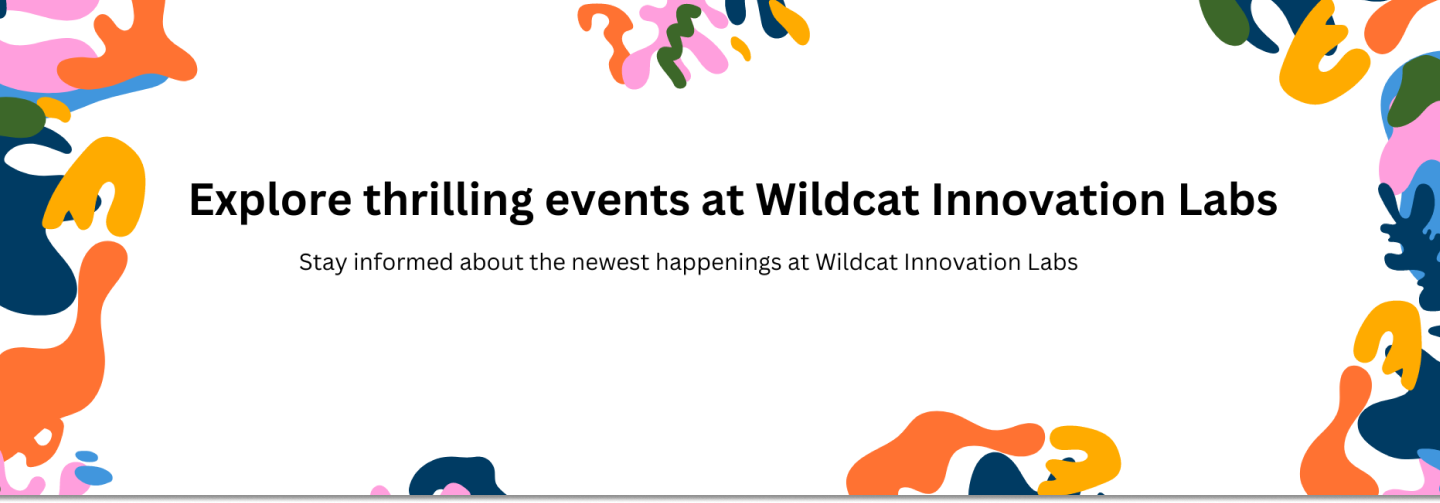 Explore thrilling events at Wildcat Innovation Labs
Stay informed about the newest happenings at Wildcat Innovation Labs